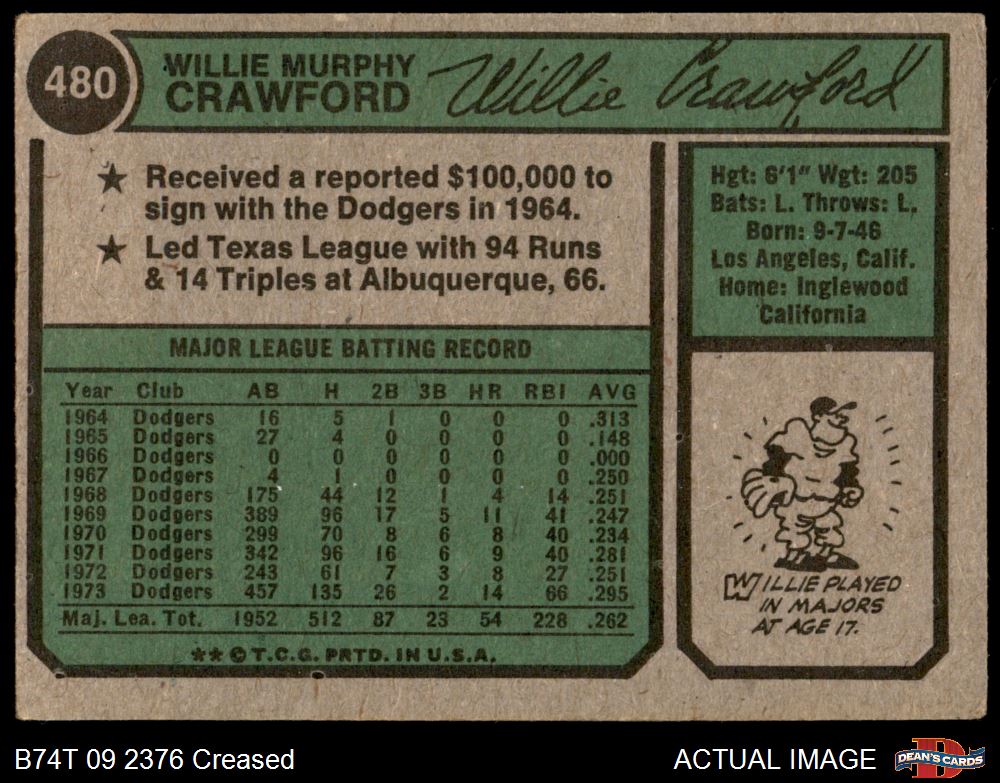 480
WILLIE MURPHY
CRAWFORD
Willie Crawford
★ Received a reported $100,000 to
sign with the Dodgers in 1964.
★ Led Texas League with 94 Runs
& 14 Triples at Albuquerque, 66.
Hgt: 6'1" Wgt: 205
Bats: L. Throws: L.
Born: 9-7-46
Los Angeles, Calif.
Home: Inglewood
California
MAJOR LEAGUE BATTING RECORD
Year Club AB H 2B 3B HR RBI AVG
1964 Dodgers 16 5 1 0 0 0 .313
1965 Dodgers 27 4 0 0 0 0 .148
1966 Dodgers 0 0 0 0 0 0 .000
1967 Dodgers 4 1 0 0 0 0 .250
1968 Dodgers 175 44 12 1 4 14 .251
1969 Dodgers 389 96 17 5 11 41 .247
1970 Dodgers 299 70 8 6 8 40 .234
1971 Dodgers 342 96 16 6 9 40 .281
1972 Dodgers 243 61 7 3 8 27 .251
1973 Dodgers 457 135 26 2 14 66 .295
Maj. Lea. Tot. 1952 512 87 23 54 228 .262
** © T.C.G. PRTD. IN U.S.A.
WILLIE PLAYED
IN MAJORS
AT AGE 17.
B74T 09 2376 Creased
ACTUAL IMAGE
D
DEAN'S CARDS